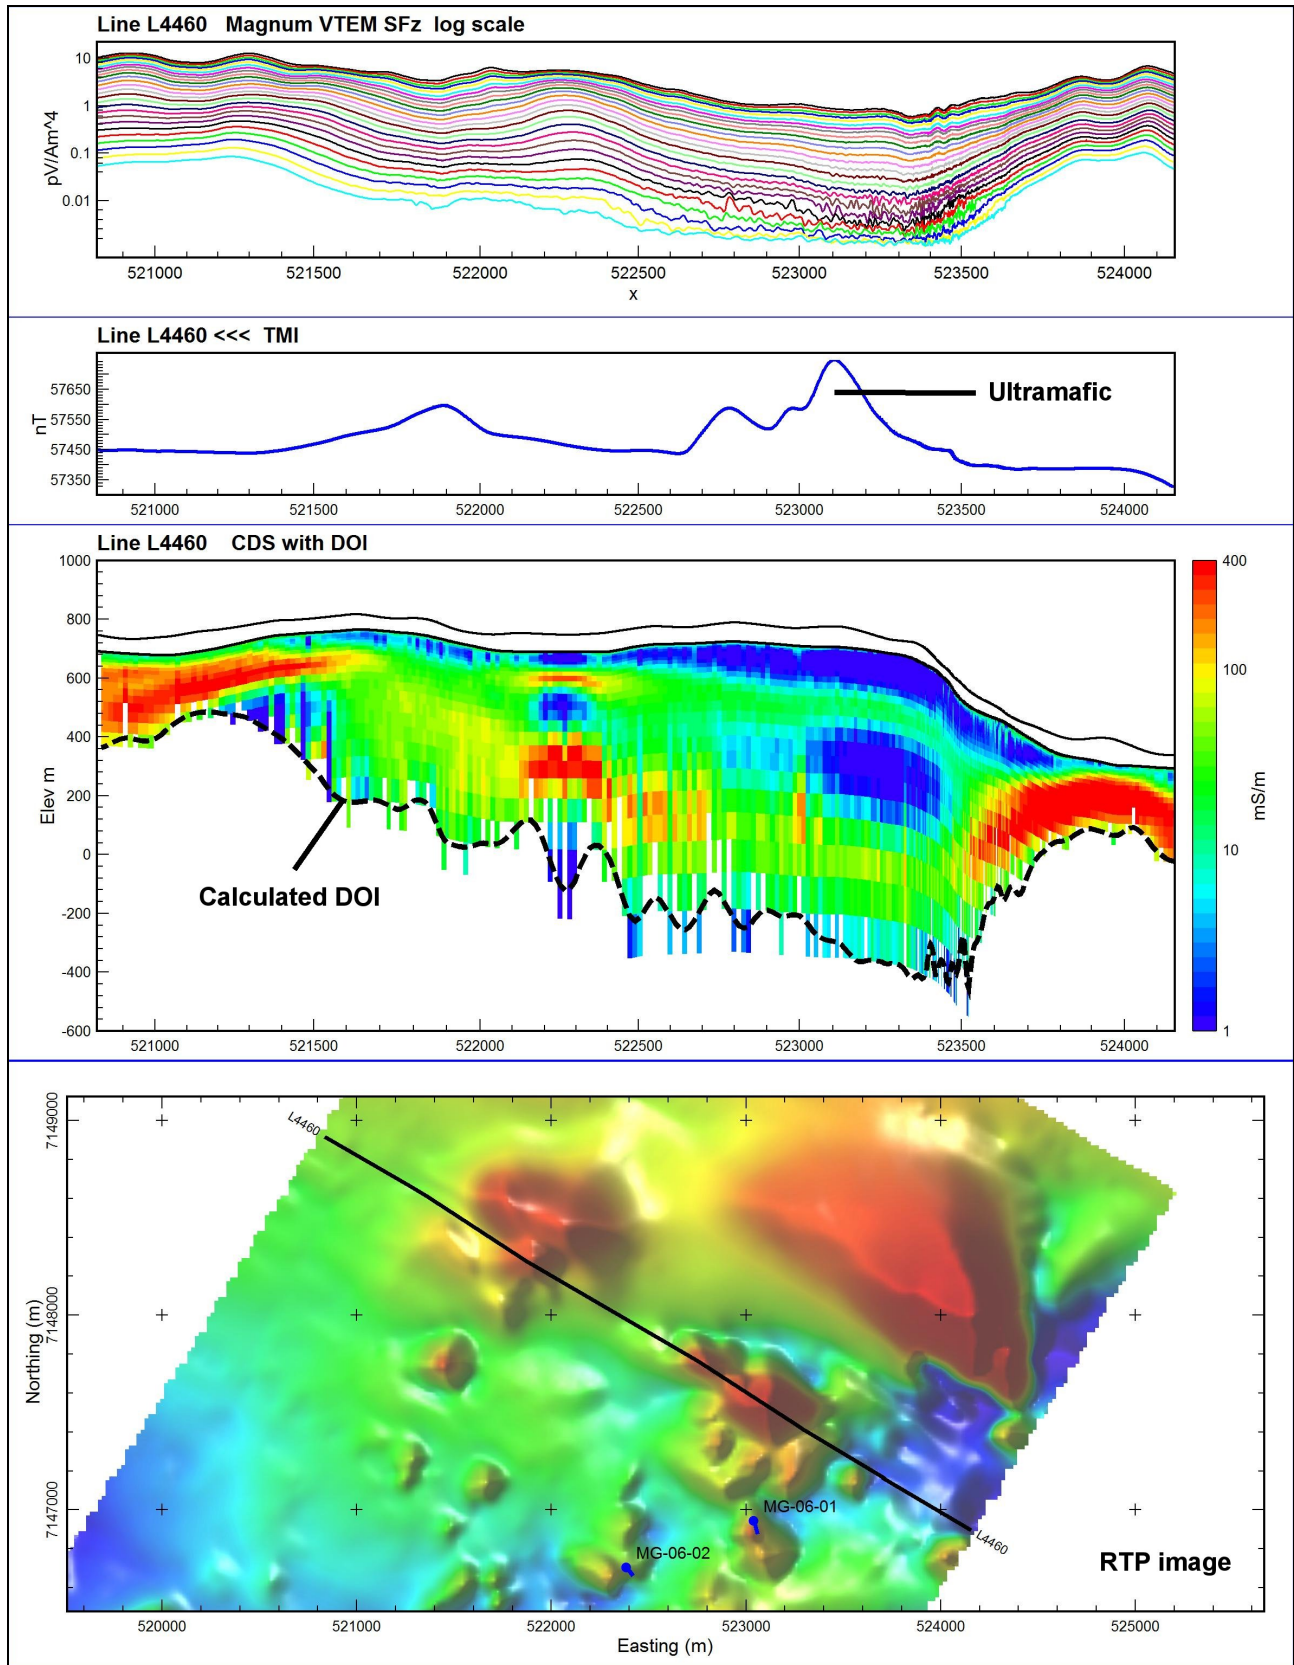 Line L4460   Magnum VTEM SFz  log scale
10
1
0.1
0.01
pV/Am^4
521000 521500 522000 522500 523000 523500 524000
x
Line L4460 <<<  TMI
57650
57550
57450
57350
nT
Ultramafic
521000 521500 522000 522500 523000 523500 524000
Line L4460    CDS with DOI
1000
800
600
400
200
0
-200
-400
-600
Elev m
Calculated DOI
400
100
10
1
mS/m
521000 521500 522000 522500 523000 523500 524000
7149000
7148000
7147000
Northing (m)
L4460
MG-06-01
MG-06-02
L4460
RTP image
520000 521000 522000 523000 524000 525000
Easting (m)